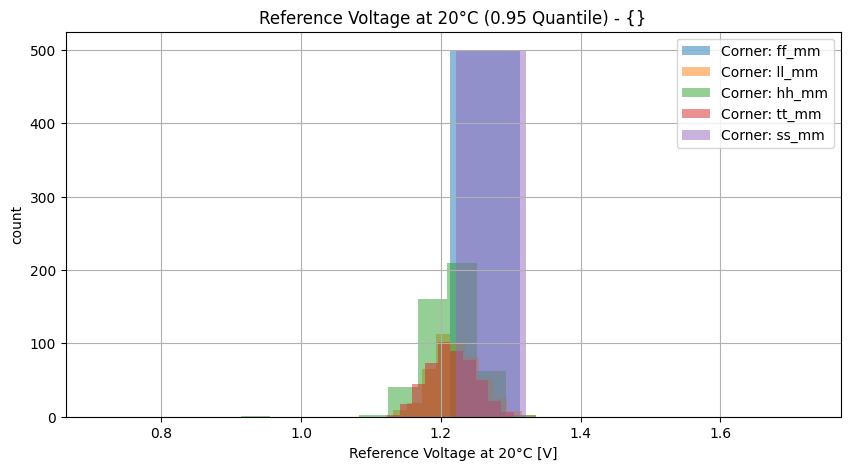 Reference Voltage at 20°C (0.95 Quantile) - {}
500
400
300
200
100
0
count
Corner: ff_mm
Corner: ll_mm
Corner: hh_mm
Corner: tt_mm
Corner: ss_mm
0.8
1.0
1.2
1.4
1.6
Reference Voltage at 20°C [V]